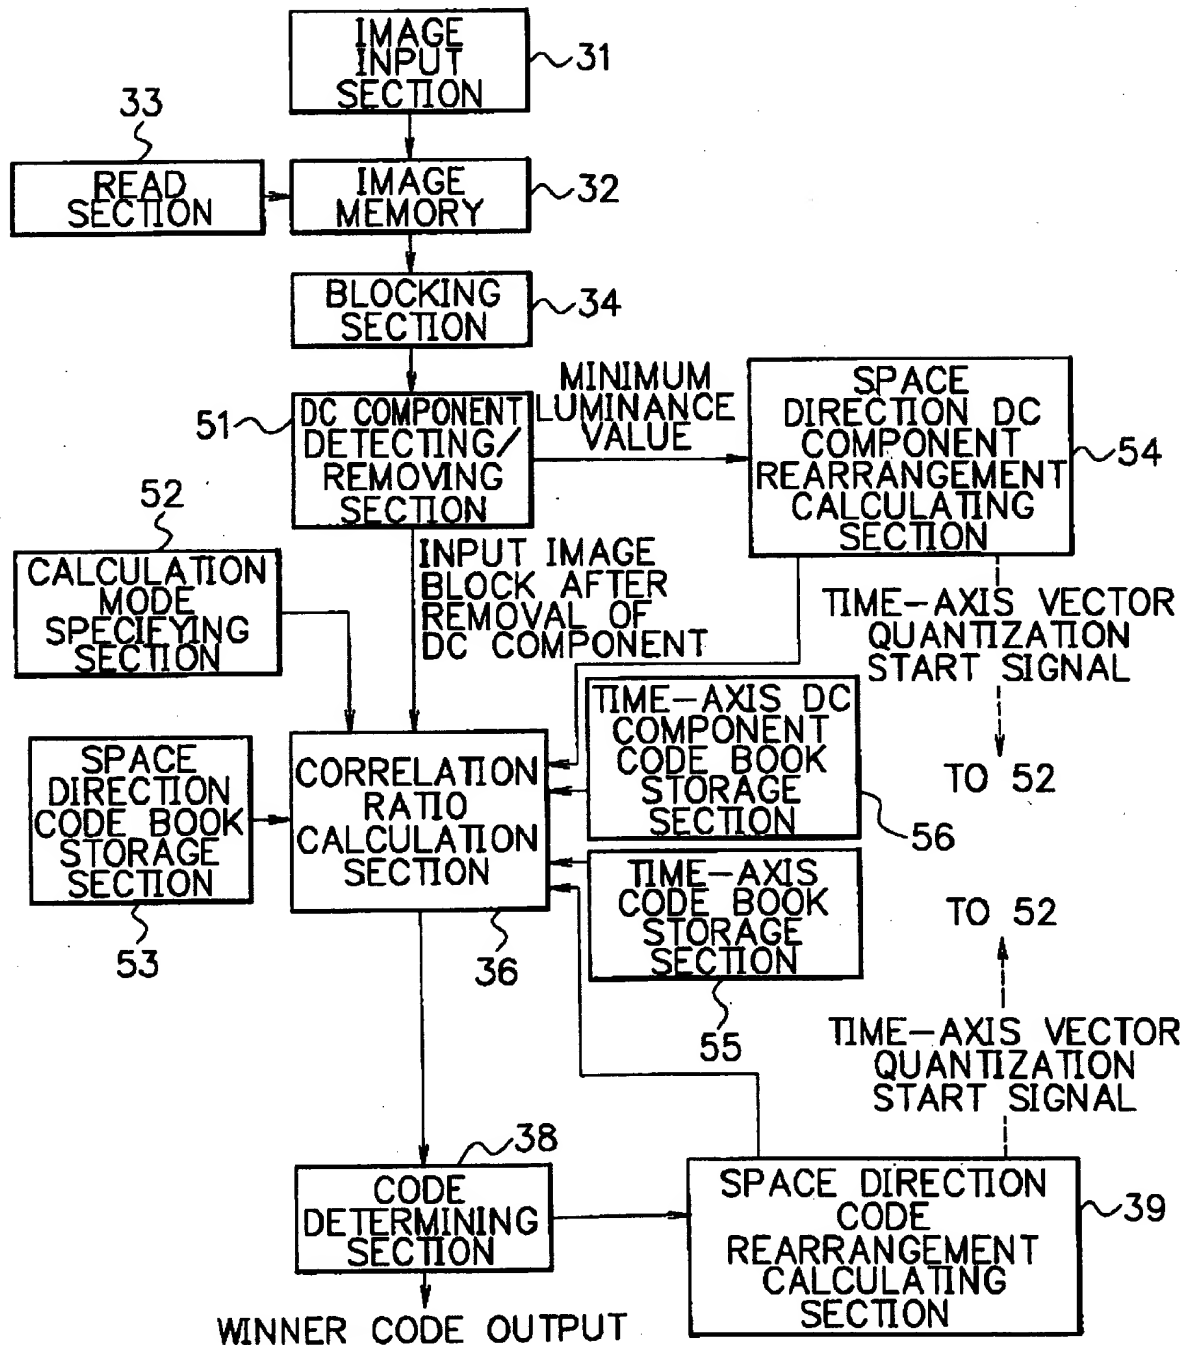 IMAGE
INPUT
SECTION
31
33
READ
SECTION
IMAGE
MEMORY
32
BLOCKING
SECTION
34
51
DC COMPONENT
DETECTING/
REMOVING
SECTION
MINIMUM
LUMINANCE
VALUE
SPACE
DIRECTION DC
COMPONENT
REARRANGEMENT
CALCULATING
SECTION
54
52
CALCULATION
MODE
SPECIFYING
SECTION
INPUT IMAGE
BLOCK AFTER
REMOVAL OF
DC COMPONENT
TIME-AXIS VECTOR
QUANTIZATION
START SIGNAL
TO 52
SPACE
DIRECTION
CODE BOOK
STORAGE
SECTION
53
CORRELATION
RATIO
CALCULATION
SECTION
36
TIME-AXIS DC
COMPONENT
CODE BOOK
STORAGE
SECTION
56
TIME-AXIS
CODE BOOK
STORAGE
SECTION
55
TO 52
TIME-AXIS VECTOR
QUANTIZATION
START SIGNAL
38
CODE
DETERMINING
SECTION
SPACE DIRECTION
CODE
REARRANGEMENT
CALCULATING
SECTION
39
WINNER CODE OUTPUT